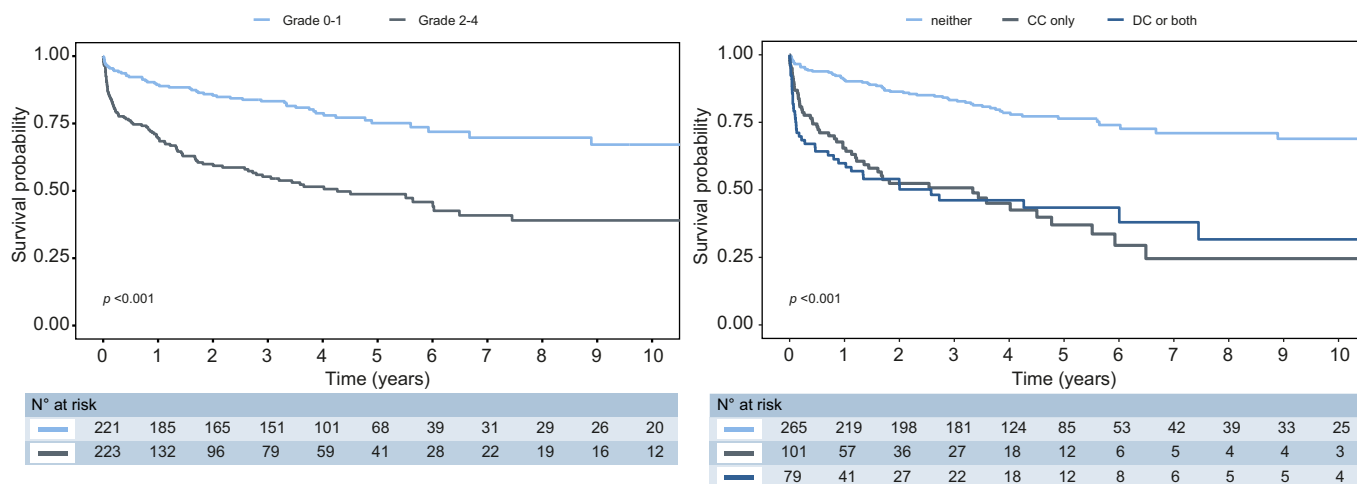 Grade 0-1 Grade 2-4
Survival probability
1.00
0.75
0.50
0.25
0.00
p <0.001
0 1 2 3 4 5 6 7 8 9 10
Time (years)
N° at risk
221 185 165 151 101 68 39 31 29 26 20
223 132 96 79 59 41 28 22 19 16 12
neither CC only DC or both
Survival probability
1.00
0.75
0.50
0.25
0.00
p <0.001
0 1 2 3 4 5 6 7 8 9 10
Time (years)
N° at risk
265 219 198 181 124 85 53 42 39 33 25
101 57 36 27 18 12 6 5 4 4 3
79 41 27 22 18 12 8 6 5 5 4